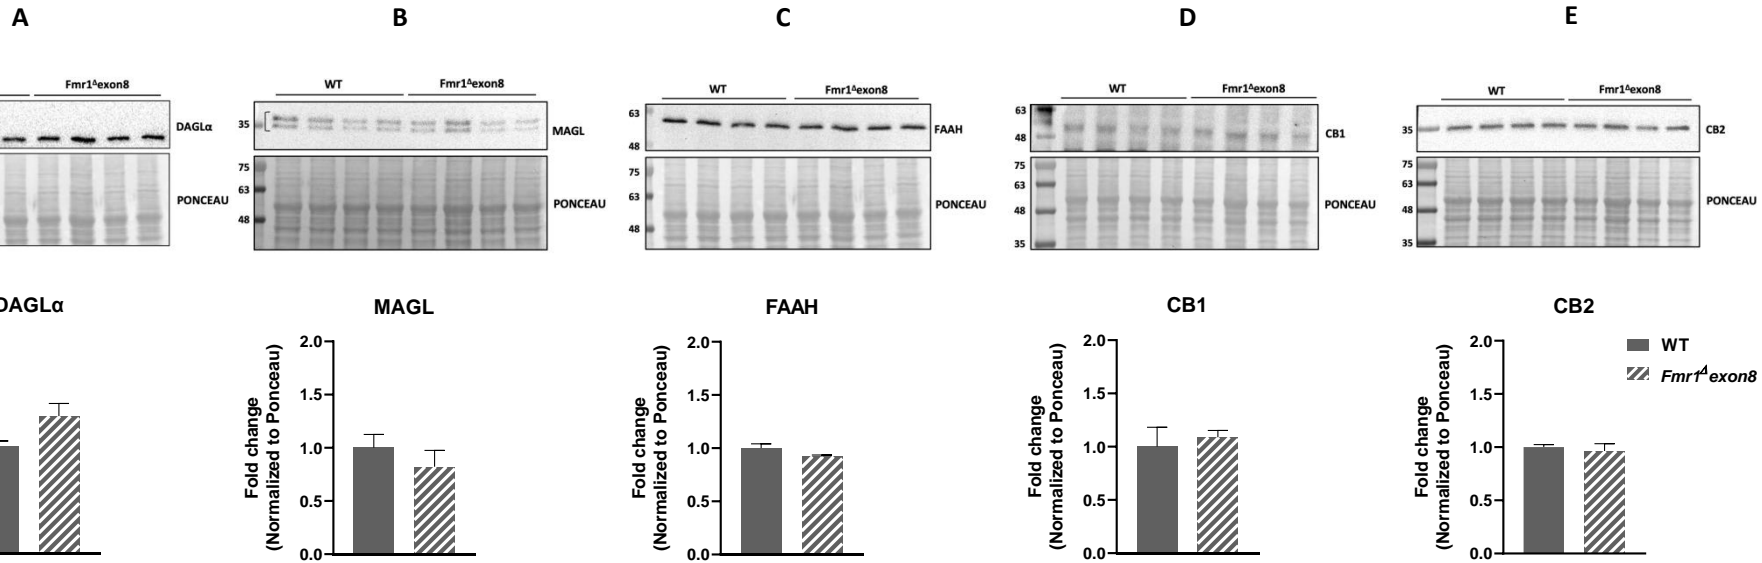 A
B
C
D
E
Fmr1Δexon8
DAGLα
PONCEAU
WT
Fmr1Δexon8
35
MAGL
75
63
48
PONCEAU
WT
Fmr1Δexon8
63
48
FAAH
75
63
48
PONCEAU
WT
Fmr1Δexon8
63
48
CB1
75
63
48
35
PONCEAU
WT
Fmr1Δexon8
35
CB2
75
63
48
35
PONCEAU
DAGLα
MAGL
Fold change
(Normalized to Ponceau)
2.0
1.5
1.0
0.5
0.0
FAAH
Fold change
(Normalized to Ponceau)
2.0
1.5
1.0
0.5
0.0
CB1
Fold change
(Normalized to Ponceau)
2.0
1.5
1.0
0.5
0.0
CB2
Fold change
(Normalized to Ponceau)
2.0
1.5
1.0
0.5
0.0
WT
Fmr1Δexon8